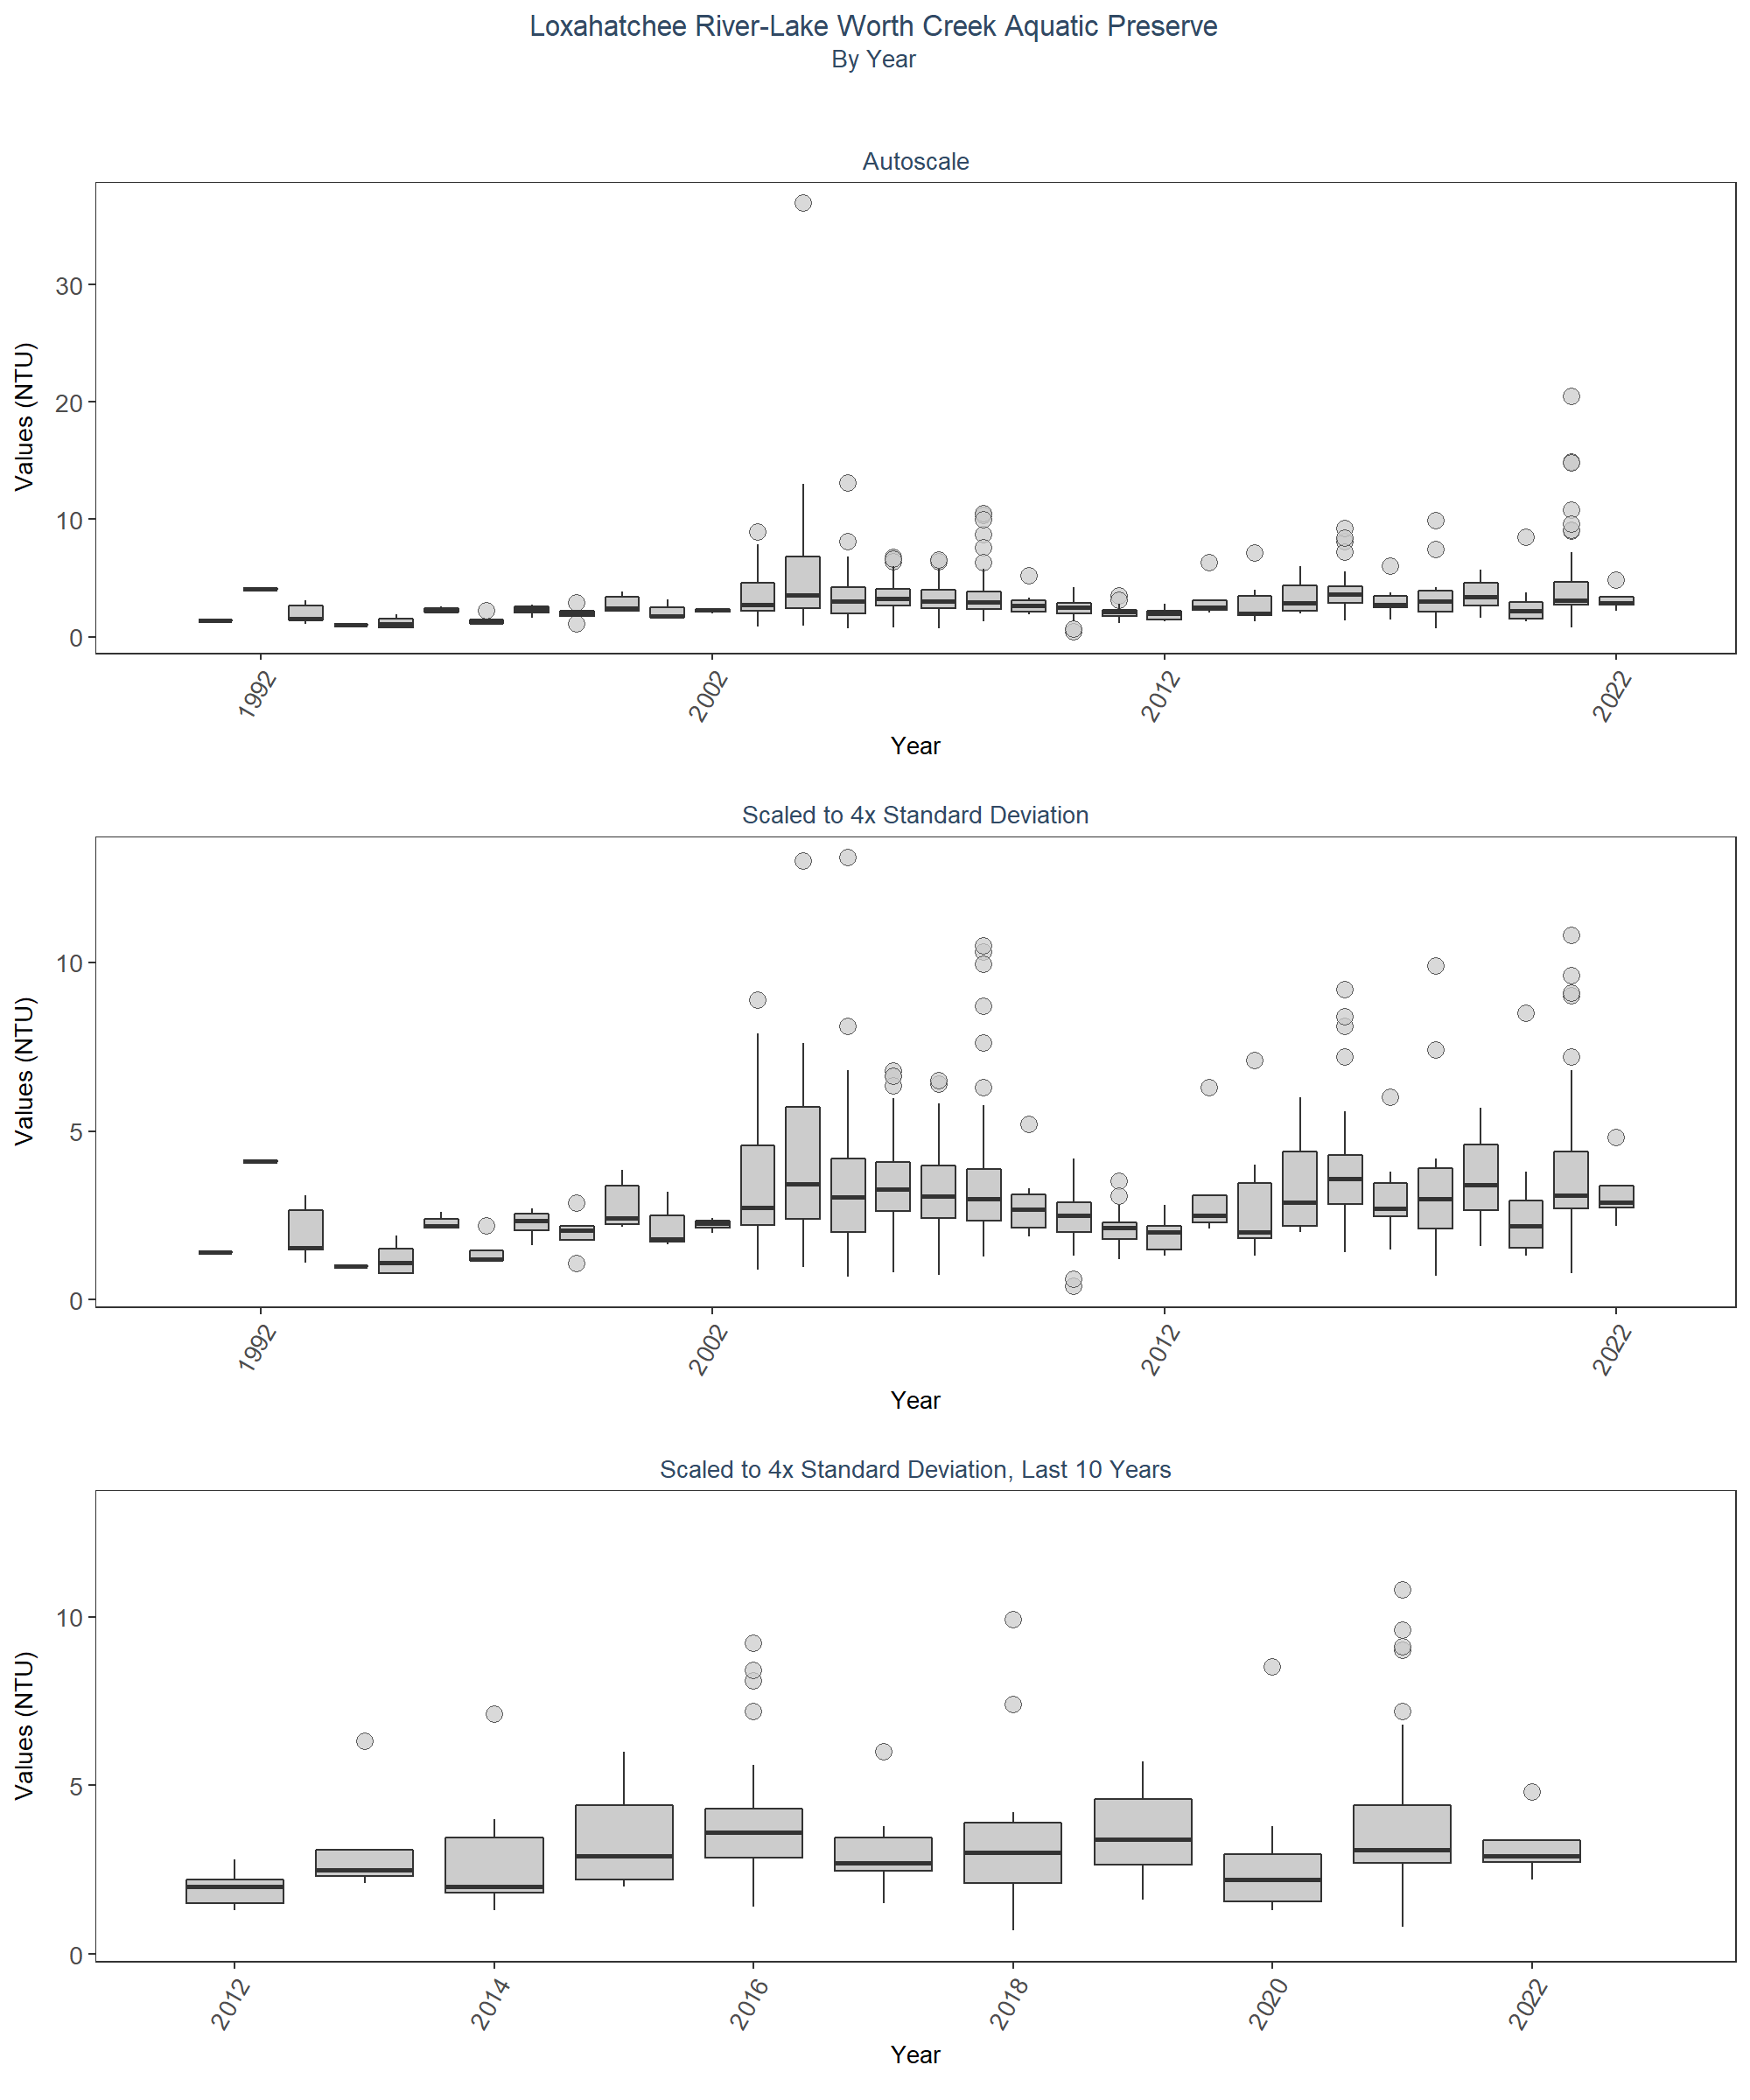 Loxahatchee River-Lake Worth Creek Aquatic Preserve
By Year
Autoscale
Values (NTU)
30
20
10
0
1992
2002
2012
2022
Year
Scaled to 4x Standard Deviation
Values (NTU)
10
5
0
1992
2002
2012
2022
Year
Scaled to 4x Standard Deviation, Last 10 Years
Values (NTU)
10
5
0
2012
2014
2016
2018
2020
2022
Year